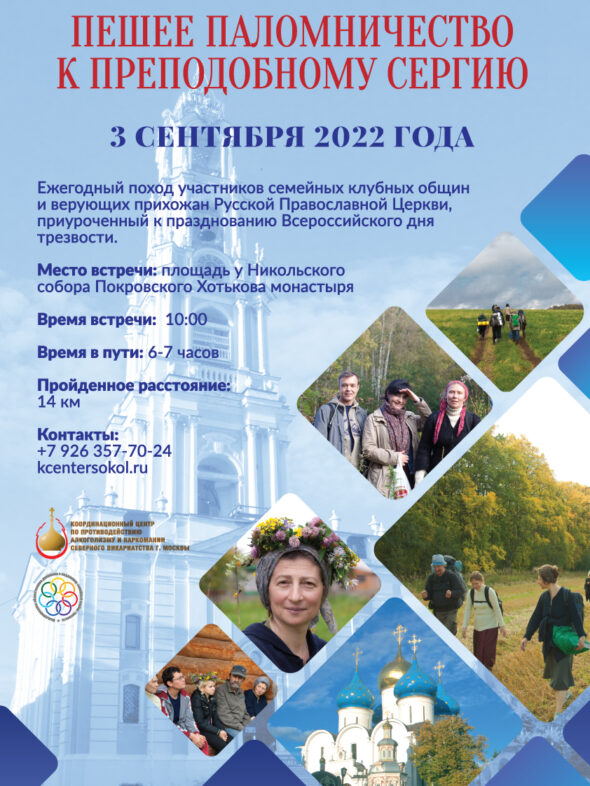 ПЕШЕЕ ПАЛОМНИЧЕСТВО
К ПРЕПОДОБНОМУ СЕРГИЮ
3 СЕНТЯБРЯ 2022 ГОДА
Ежегодный поход участников семейных клубных общин
и верующих прихожан Русской Православной Церкви,
приуроченный к празднованию Всероссийского дня
трезвости.
Место встречи: площадь у Никольского
собора Покровского Хотькова монастыря
Время встречи: 10:00
Время в пути: 6-7 часов
Пройденное расстояние:
14 км
Контакты:
+7 926 357-70-24
kcentersokol.ru
КООРДИНАЦИОННЫЙ ЦЕНТР
ПО ПРОТИВОДЕЙСТВИЮ
АЛКОГОЛИЗМУ И НАРКОМАНИИ
СЕВЕРНОГО ВИКАРИАТСТВА Г. МОСКВЫ